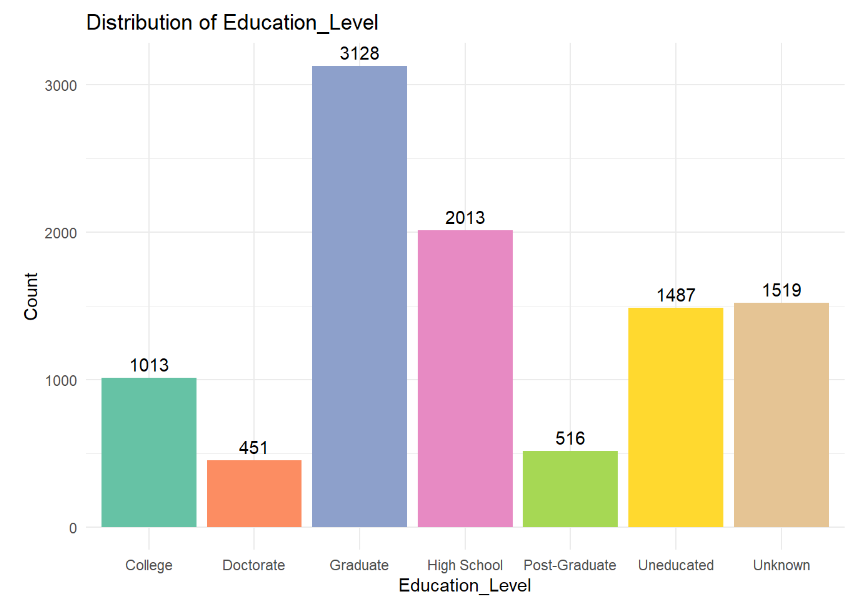 Distribution of Education_Level
3128
3000
2013
2000
1487
1519
1013
1000
451
516
0
Count
College Doctorate Graduate High School Post-Graduate Uneducated Unknown
Education_Level